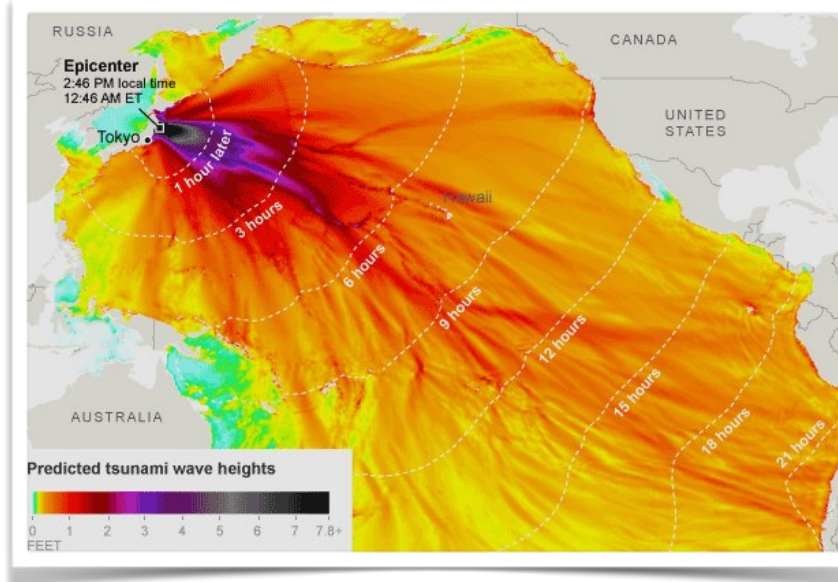 RUSSIA
CANADA
Epicenter
2:46 PM local time
12:46 AM ET
UNITED
STATES
Tokyo
1 hour later
Hawaii
3 hours
6 hours
9 hours
12 hours
15 hours
18 hours
21 hours
AUSTRALIA
Predicted tsunami wave heights
0 1 2 3 4 5 6 7 7.8+
FEET